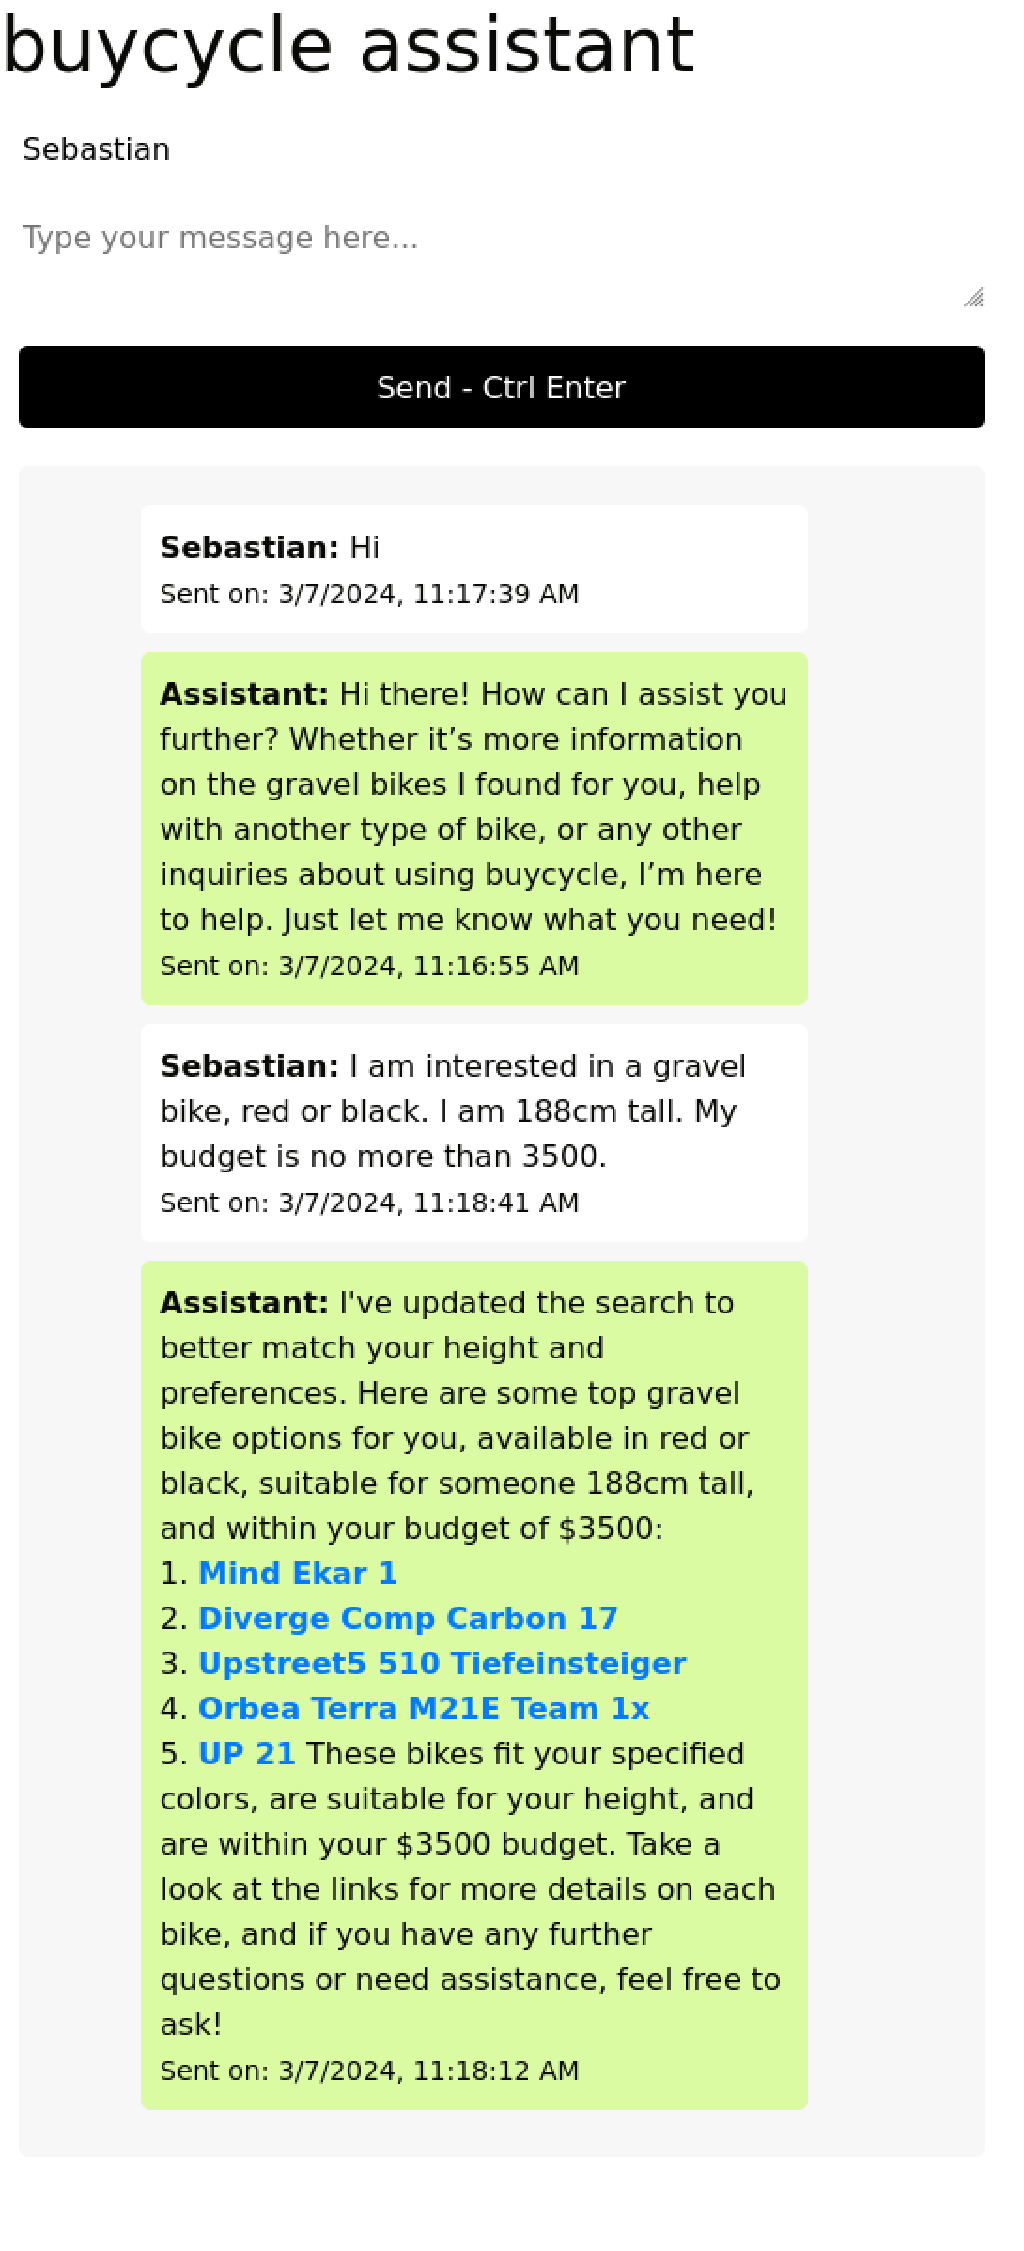 buycycle assistant
Sebastian
Type your message here...
Send - Ctrl Enter
Sebastian: Hi
Sent on: 3/7/2024, 11:17:39 AM
Assistant: Hi there! How can I assist you
further? Whether it’s more information
on the gravel bikes I found for you, help
with another type of bike, or any other
inquiries about using buycycle, I’m here
to help. Just let me know what you need!
Sent on: 3/7/2024, 11:16:55 AM
Sebastian: I am interested in a gravel
bike, red or black. I am 188cm tall. My
budget is no more than 3500.
Sent on: 3/7/2024, 11:18:41 AM
Assistant: I've updated the search to
better match your height and
preferences. Here are some top gravel
bike options for you, available in red or
black, suitable for someone 188cm tall,
and within your budget of $3500:
1. Mind Ekar 1
2. Diverge Comp Carbon 17
3. Upstreet5 510 Tiefeinsteiger
4. Orbea Terra M21E Team 1x
5. UP 21 These bikes fit your specified
colors, are suitable for your height, and
are within your $3500 budget. Take a
look at the links for more details on each
bike, and if you have any further
questions or need assistance, feel free to
ask!
Sent on: 3/7/2024, 11:18:12 AM